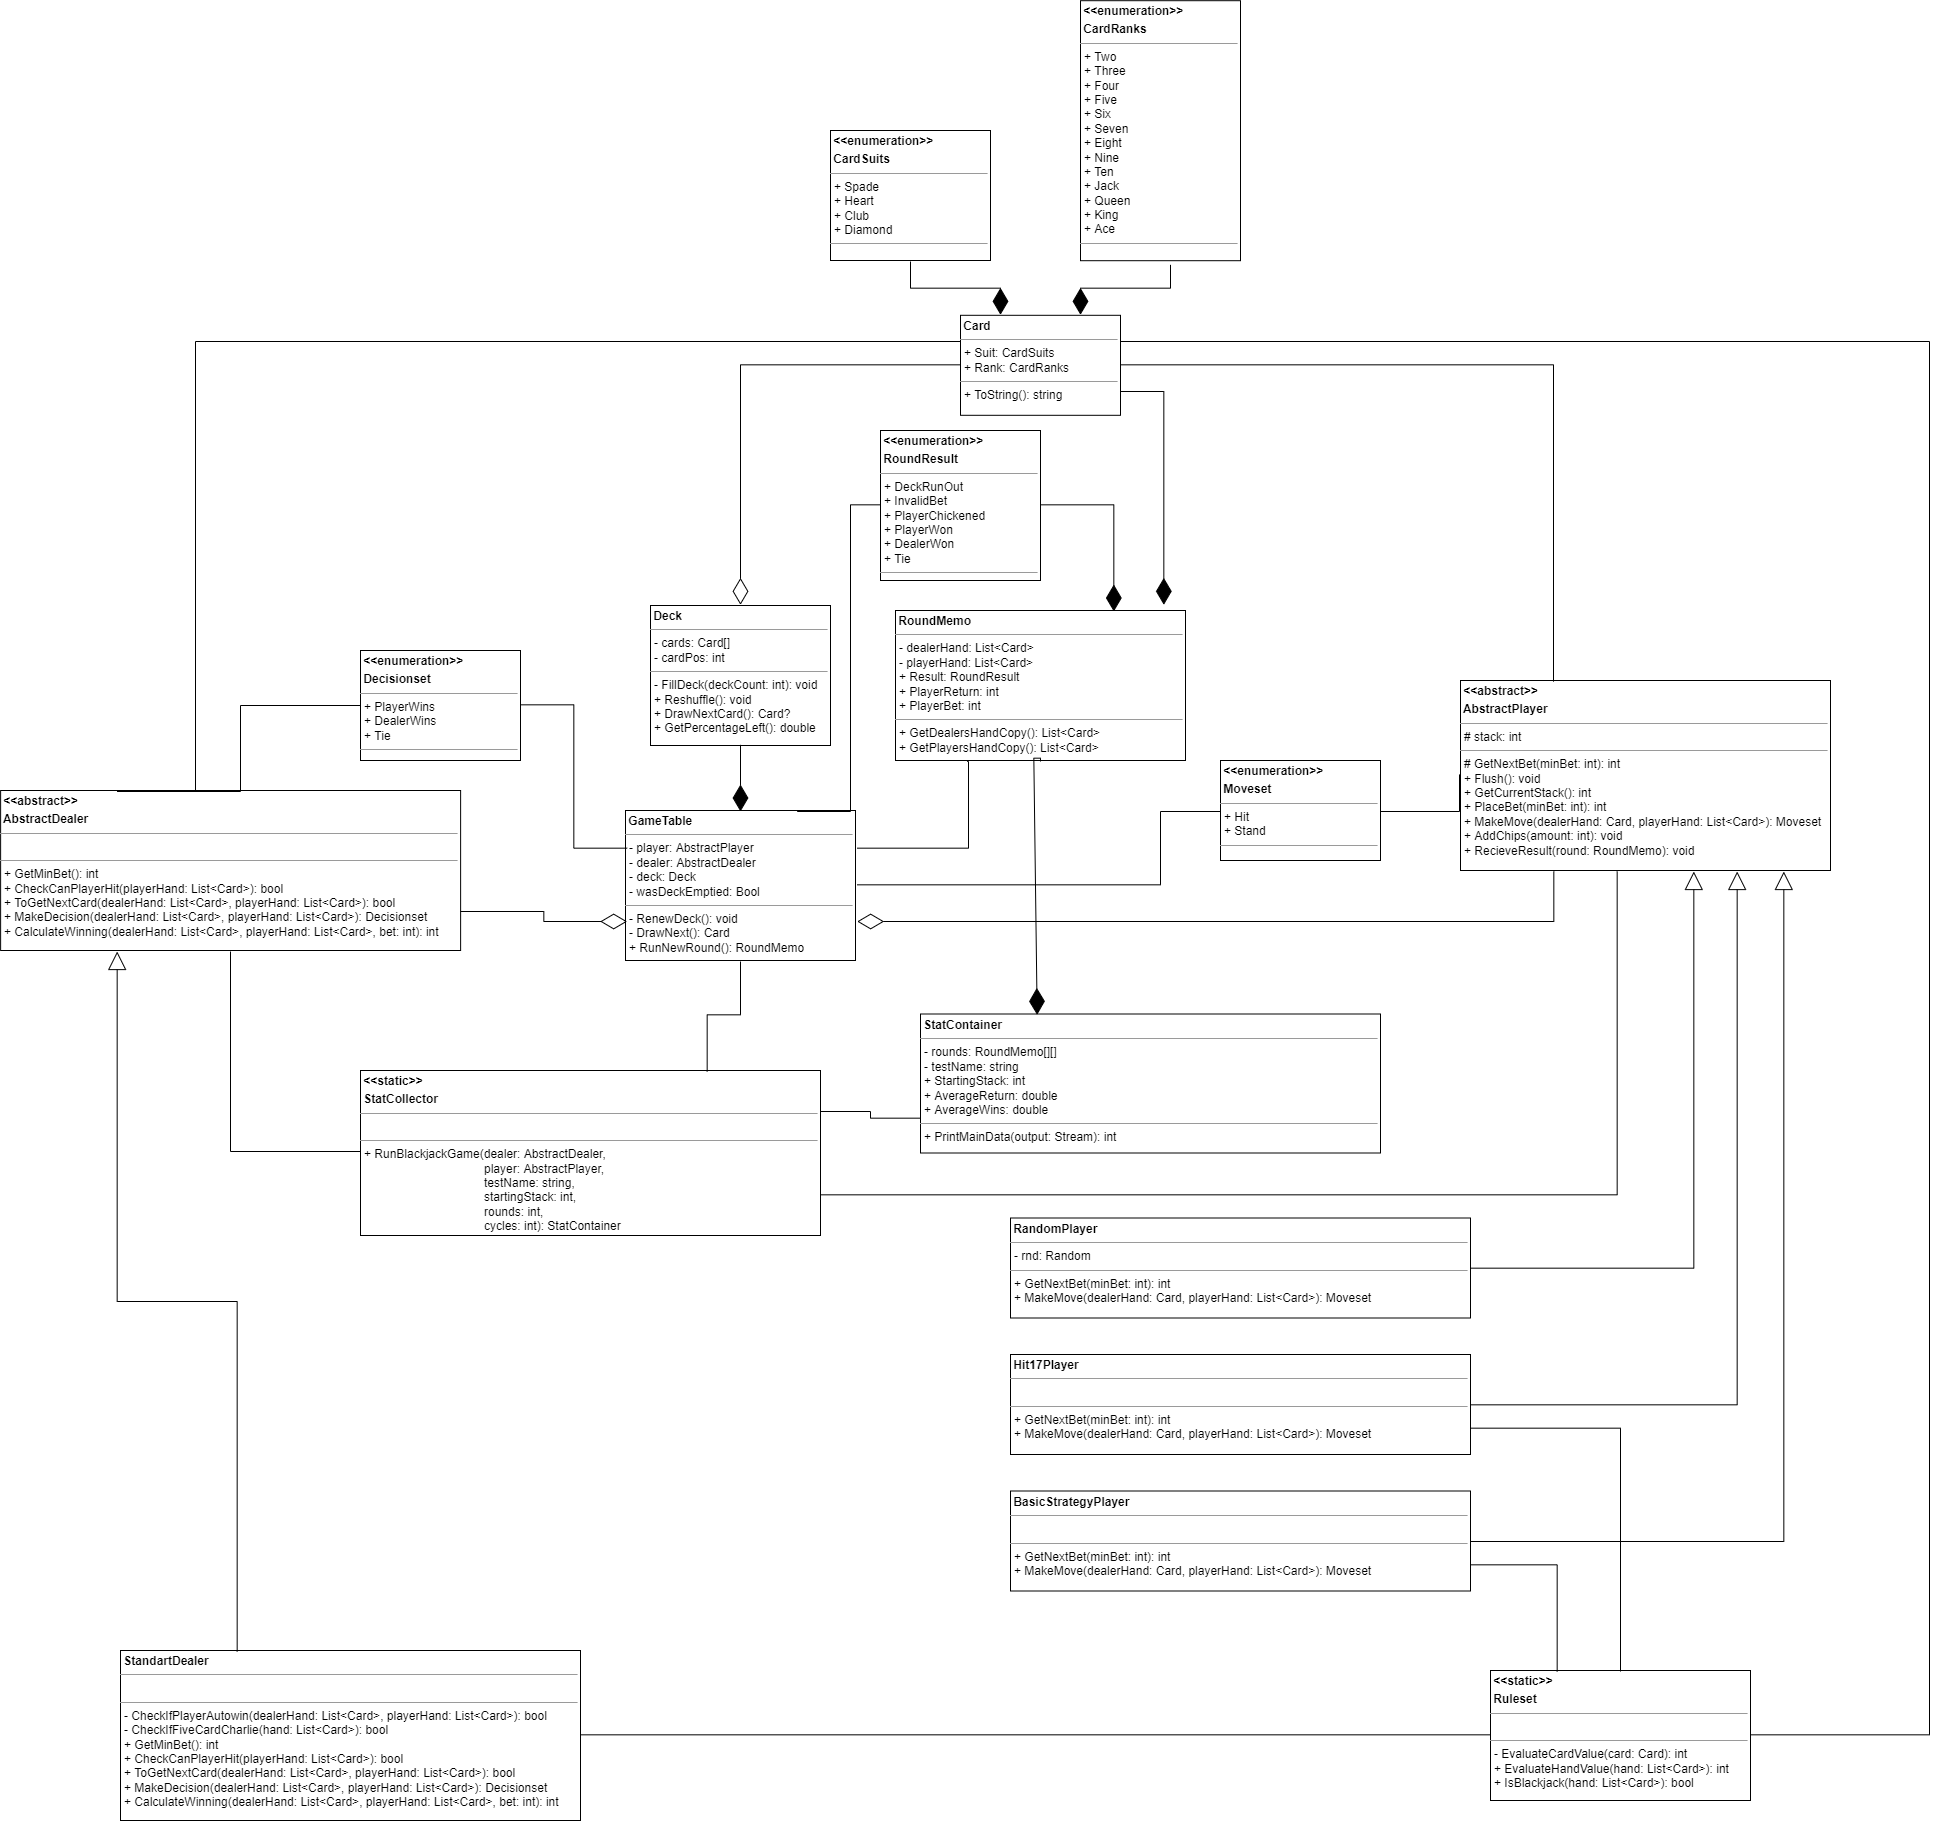 <<enumeration>>
CardRanks
+ Two
+ Three
+ Four
+ Five
+ Six
+ Seven
+ Eight
+ Nine
+ Ten
+ Jack
+ Queen
+ King
+ Ace
<<enumeration>>
CardSuits
+ Spade
+ Heart
+ Club
+ Diamond
Card
+ Suit: CardSuits
+ Rank: CardRanks
+ ToString(): string
<<enumeration>>
RoundResult
+ DeckRunOut
+ InvalidBet
+ PlayerChickened
+ PlayerWon
+ DealerWon
+ Tie
Deck
- cards: Card[]
- cardPos: int
- FillDeck(deckCount: int): void
+ Reshuffle(): void
+ DrawNextCard(): Card?
+ GetPercentageLeft(): double
RoundMemo
- dealerHand: List<Card>
- playerHand: List<Card>
+ Result: RoundResult
+ PlayerReturn: int
+ PlayerBet: int
+ GetDealersHandCopy(): List<Card>
+ GetPlayersHandCopy(): List<Card>
<<enumeration>>
Decisionset
+ PlayerWins
+ DealerWins
+ Tie
<<abstract>>
AbstractPlayer
# stack: int
# GetNextBet(minBet: int): int
+ Flush(): void
+ GetCurrentStack(): int
+ PlaceBet(minBet: int): int
+ MakeMove(dealerHand: Card, playerHand: List<Card>): Moveset
+ AddChips(amount: int): void
+ RecieveResult(round: RoundMemo): void
<<enumeration>>
Moveset
+ Hit
+ Stand
<<abstract>>
AbstractDealer
+ GetMinBet(): int
+ CheckCanPlayerHit(playerHand: List<Card>): bool
+ ToGetNextCard(dealerHand: List<Card>, playerHand: List<Card>): bool
+ MakeDecision(dealerHand: List<Card>, playerHand: List<Card>): Decisionset
+ CalculateWinning(dealerHand: List<Card>, playerHand: List<Card>, bet: int): int
GameTable
- player: AbstractPlayer
- dealer: AbstractDealer
- deck: Deck
- wasDeckEmptied: Bool
- RenewDeck(): void
- DrawNext(): Card
+ RunNewRound(): RoundMemo
StatContainer
- rounds: RoundMemo[][]
- testName: string
+ StartingStack: int
+ AverageReturn: double
+ AverageWins: double
+ PrintMainData(output: Stream): int
<<static>>
StatCollector
+ RunBlackjackGame(dealer: AbstractDealer,
player: AbstractPlayer,
testName: string,
startingStack: int,
rounds: int,
cycles: int): StatContainer
RandomPlayer
- rnd: Random
+ GetNextBet(minBet: int): int
+ MakeMove(dealerHand: Card, playerHand: List<Card>): Moveset
Hit17Player
+ GetNextBet(minBet: int): int
+ MakeMove(dealerHand: Card, playerHand: List<Card>): Moveset
BasicStrategyPlayer
+ GetNextBet(minBet: int): int
+ MakeMove(dealerHand: Card, playerHand: List<Card>): Moveset
StandartDealer
- CheckIfPlayerAutowin(dealerHand: List<Card>, playerHand: List<Card>): bool
- CheckIfFiveCardCharlie(hand: List<Card>): bool
+ GetMinBet(): int
+ CheckCanPlayerHit(playerHand: List<Card>): bool
+ ToGetNextCard(dealerHand: List<Card>, playerHand: List<Card>): bool
+ MakeDecision(dealerHand: List<Card>, playerHand: List<Card>): Decisionset
+ CalculateWinning(dealerHand: List<Card>, playerHand: List<Card>, bet: int): int
<<static>>
Ruleset
- EvaluateCardValue(card: Card): int
+ EvaluateHandValue(hand: List<Card>): int
+ IsBlackjack(hand: List<Card>): bool